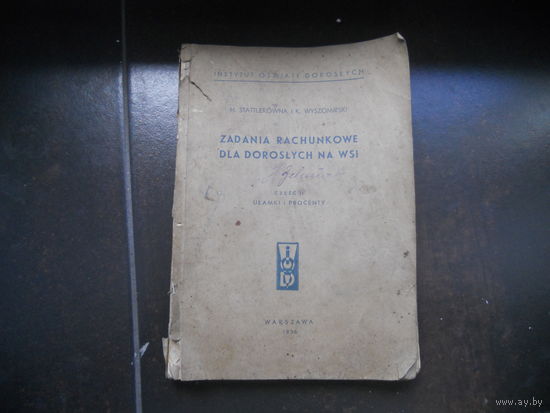 INSTYTUT OŚWIATY DOROSŁYCH
H. STATTLERÓWNA I K. WYSZOMIRSKI
ZADANIA RACHUNKOWE
DLA DOROSŁYCH NA WSI
CZĘŚĆ II
UŁAMKI I PROCENTY
WARSZAWA
1936
www.ay.by